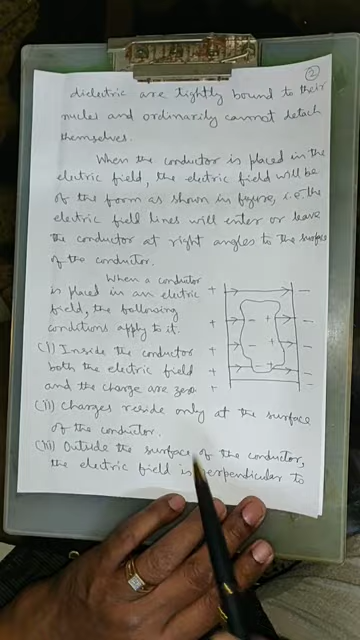 (2)
dielectric are tightly bound to their
nuclei and ordinarily cannot detach
themselves.
When the conductor is placed in the
electric field, the electric field will be
of the form as shown in figure, i.e. the
electric field lines will enter or leave
the conductor at right angles to the surface
of the conductor.
When a conductor
is placed in an electric
field, the following
conditions apply to it.
(i) Inside the conductor
both the electric field
and the charge are zero
+ −
+ − + −
+ − + −
+ −
+
(ii) Charges reside only at the surface
of the conductor.
(iii) Outside the surface of the conductor,
the electric field is perpendicular to